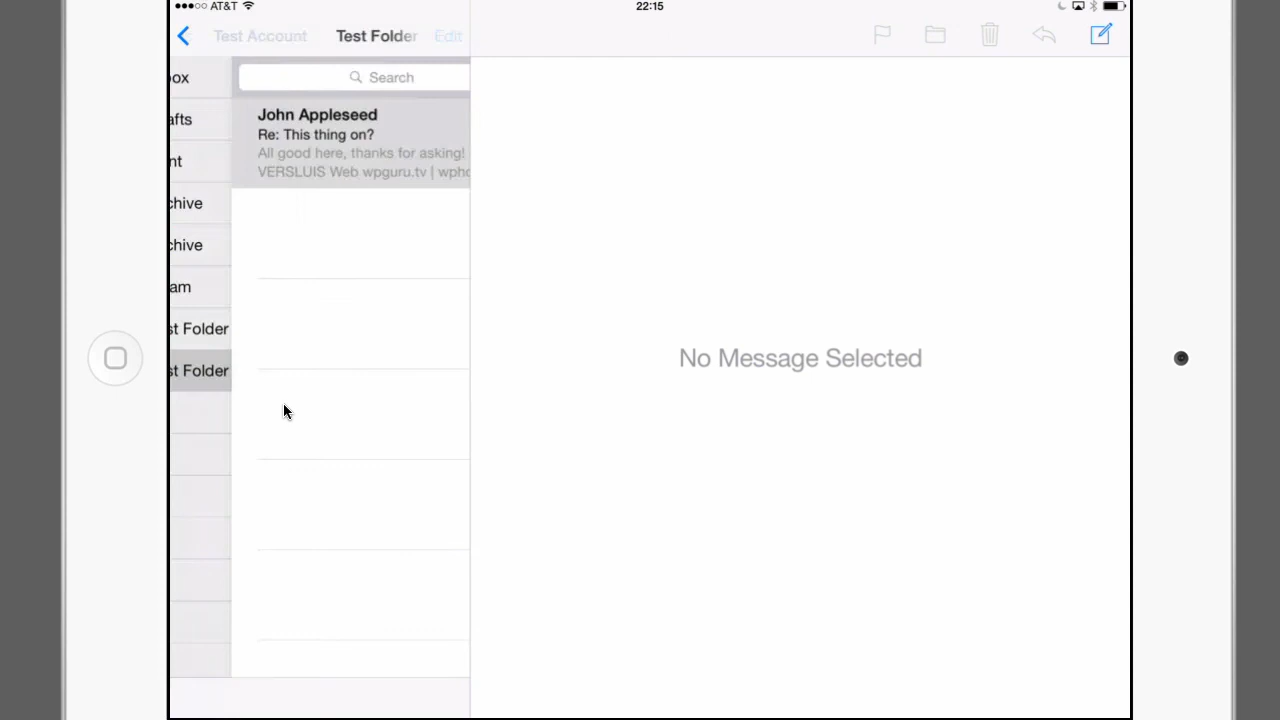 AT&T 22:15
Test Account Test Folder Edit
Search
John Appleseed
Re: This thing on?
All good here, thanks for asking!
VERSLUIS Web wpguru.tv | wpho
ox
afts
nt
chive
chive
am
st Folder
st Folder
No Message Selected